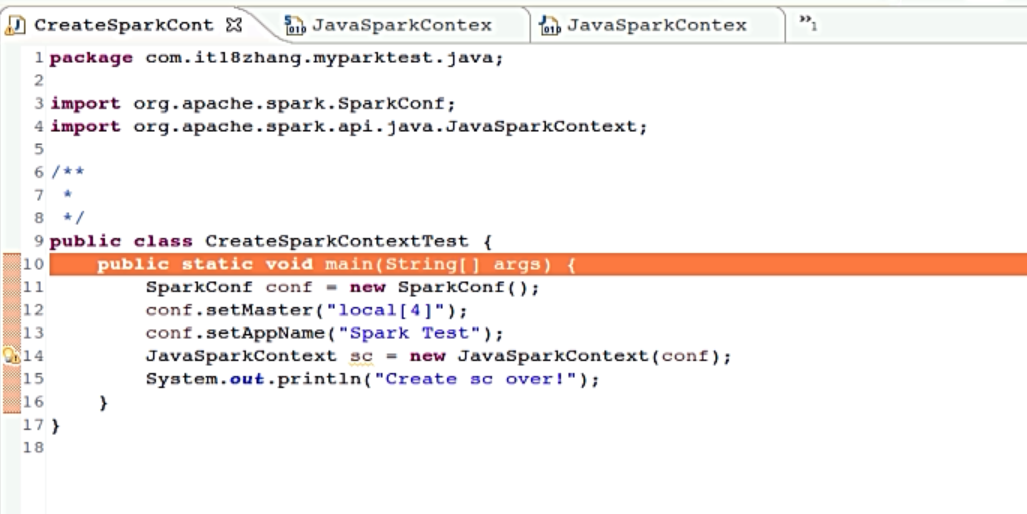 CreateSparkCont JavaSparkContex JavaSparkContex »1
1 package com.it18zhang.myparktest.java;
2
3 import org.apache.spark.SparkConf;
4 import org.apache.spark.api.java.JavaSparkContext;
5
6 /**
7 *
8 */
9 public class CreateSparkContextTest {
10 public static void main(String[] args) {
11 SparkConf conf = new SparkConf();
12 conf.setMaster("local[4]");
13 conf.setAppName("Spark Test");
14 JavaSparkContext sc = new JavaSparkContext(conf);
15 System.out.println("Create sc over!");
16 }
17 }
18